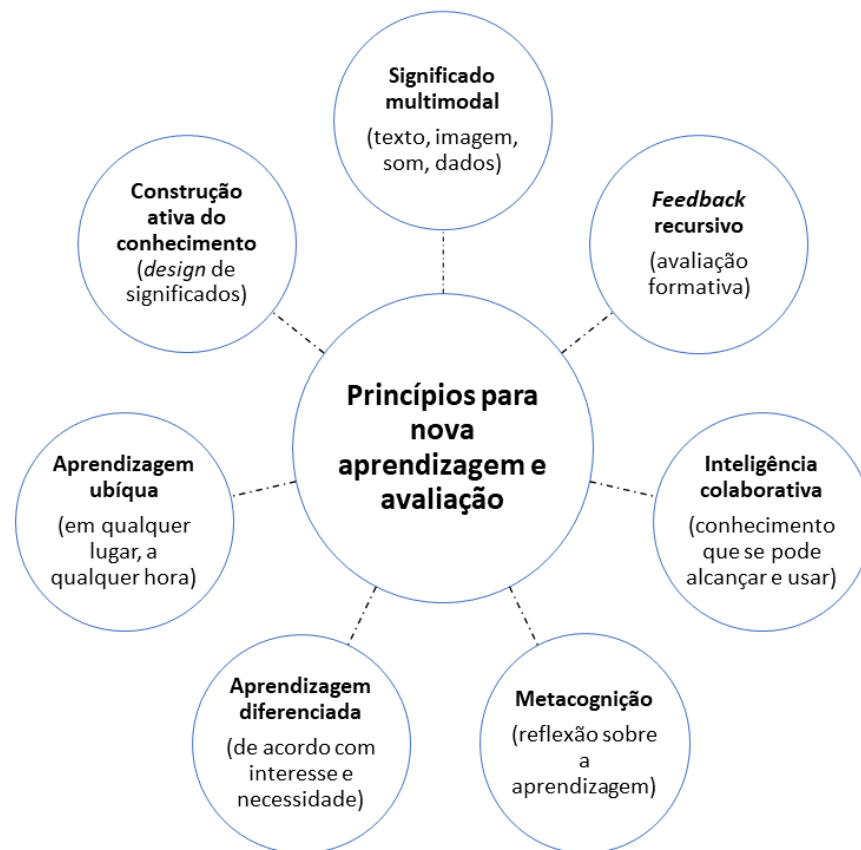 Significado
multimodal
(texto, imagem,
som, dados)
Feedback
recursivo
(avaliação
formativa)
Inteligência
colaborativa
(conhecimento
que se pode
alcançar e usar)
Metacognição
(reflexão sobre
a
aprendizagem)
Aprendizagem
diferenciada
(de acordo com
interesse e
necessidade)
Aprendizagem
ubíqua
(em qualquer
lugar, a
qualquer hora)
Construção
ativa do
conhecimento
(design de
significados)
Princípios para
nova
aprendizagem e
avaliação